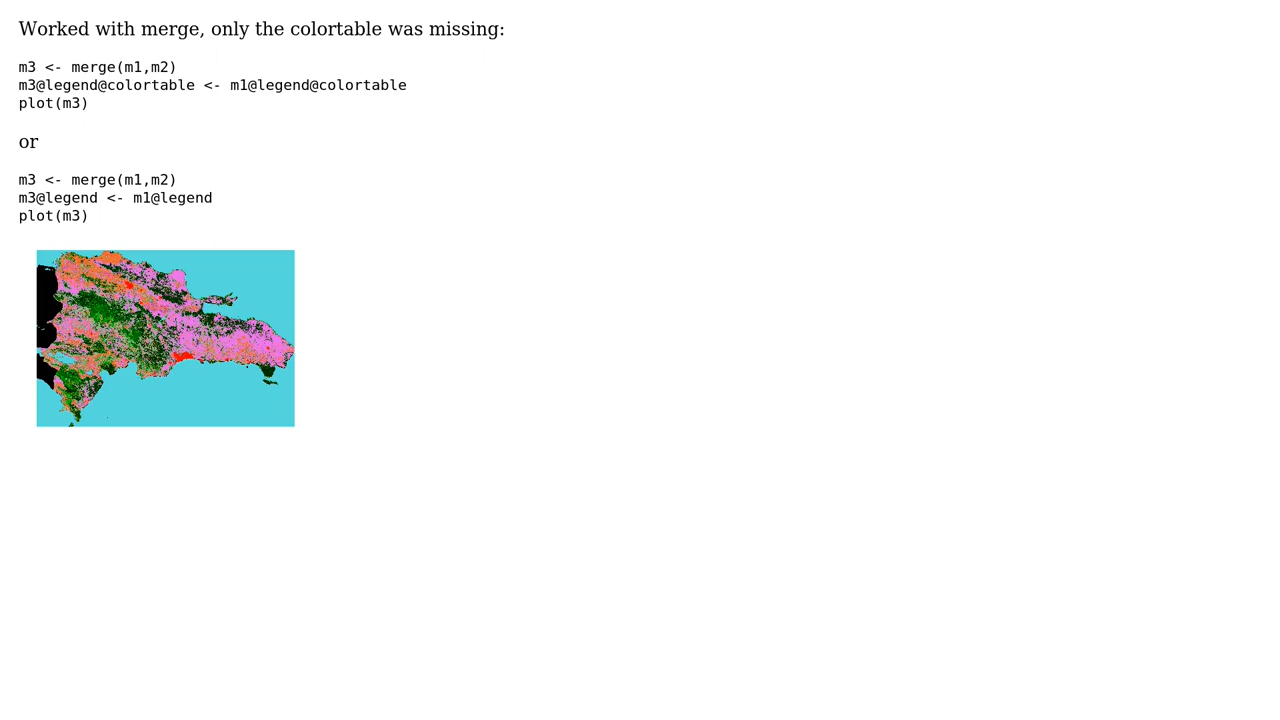 Worked with merge, only the colortable was missing:
m3 <- merge(m1,m2)
m3@legend@colortable <- m1@legend@colortable
plot(m3)
or
m3 <- merge(m1,m2)
m3@legend <- m1@legend
plot(m3)